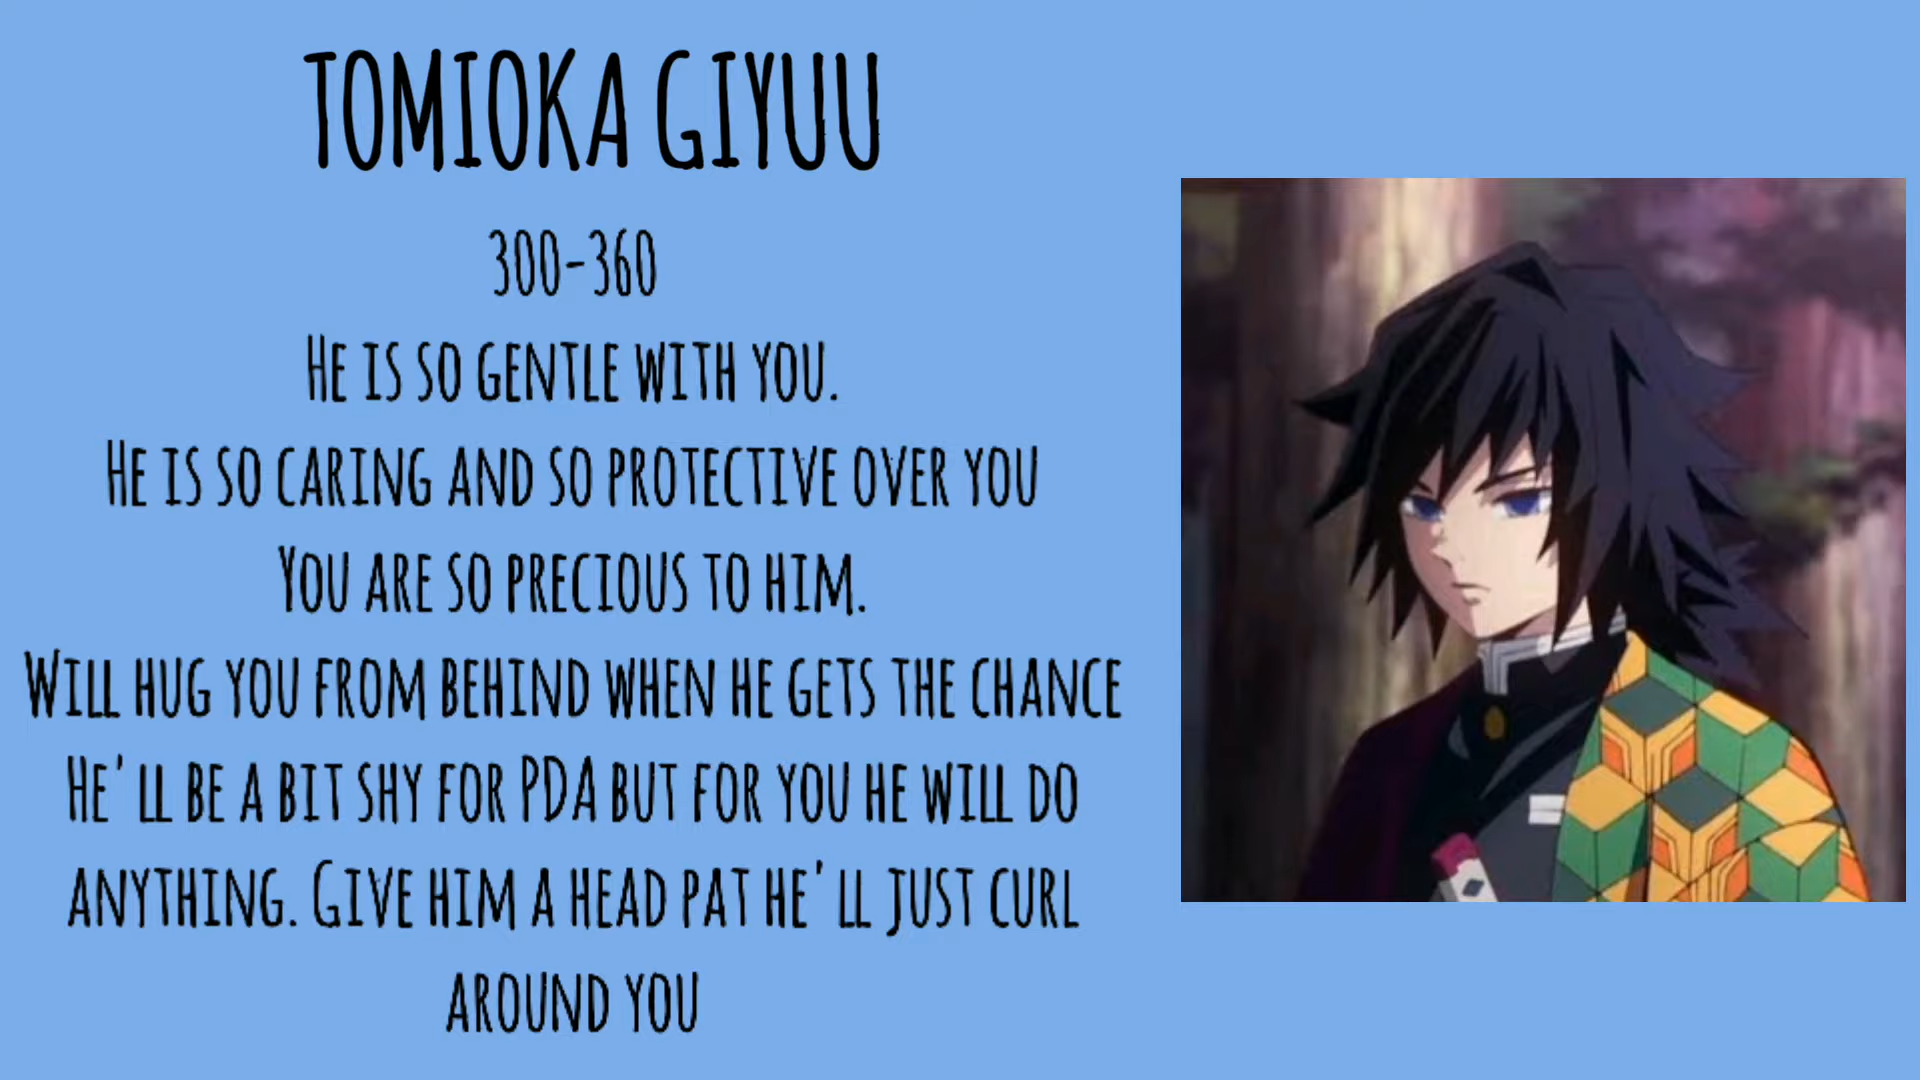 TOMIOKA GIYUU
300-360
He is so gentle with you.
He is so caring and so protective over you
You are so precious to him.
Will hug you from behind when he gets the chance
He'll be a bit shy for PDA but for you he will do
anything. Give him a head pat he'll just curl
around you